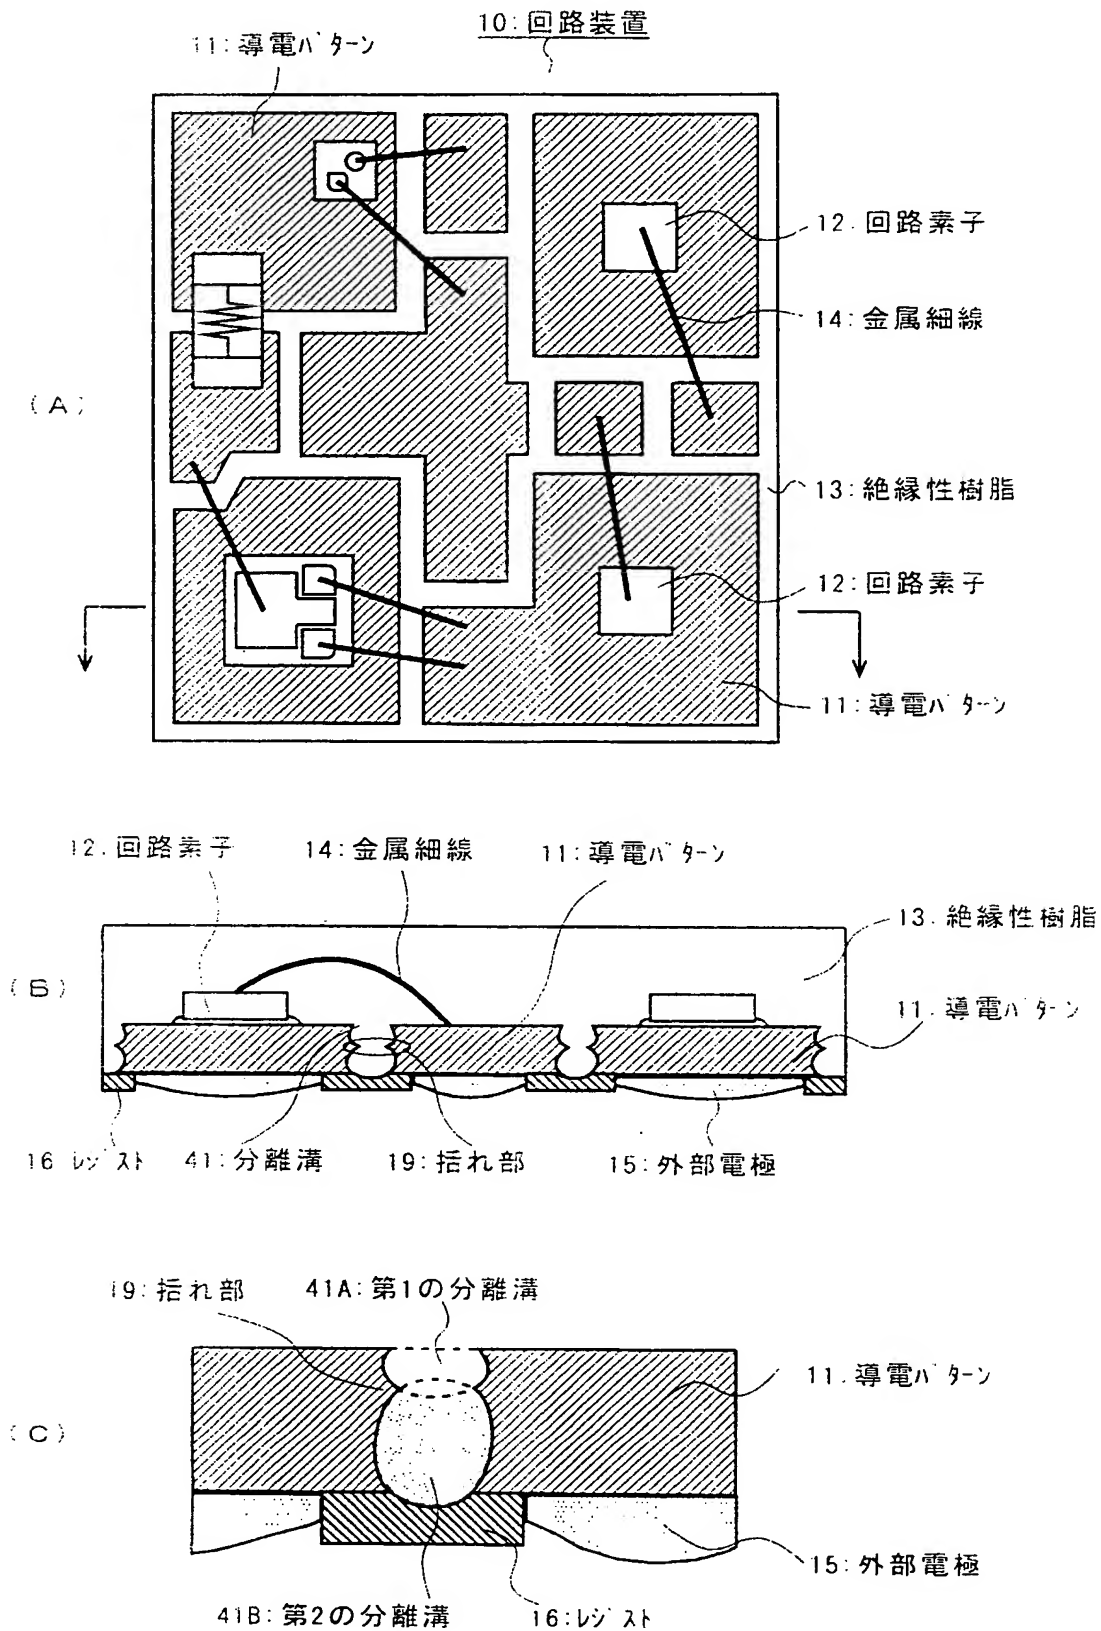 10:回路装置
11:導電パターン
12.回路素子
14:金属細線
(A)
13:絶縁性樹脂
12:回路素子
11:導電パターン
12.回路素子 14:金属細線 11:導電パターン
13.絶縁性樹脂
(B)
11.導電パターン
16 レジスト 41:分離溝 19:括れ部 15:外部電極
19:括れ部 41A:第1の分離溝
11.導電パターン
(C)
15:外部電極
41B:第2の分離溝 16:レジスト